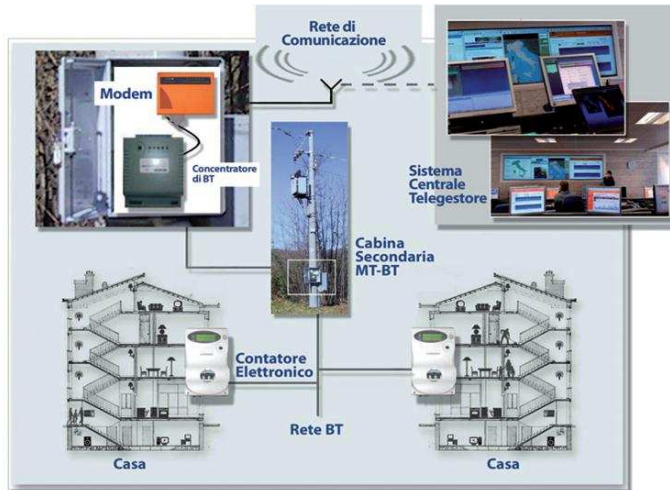 Rete di
Comunicazione
Modem
Concentratore
di BT
Sistema
Centrale
Telegestore
Cabina
Secondaria
MT-BT
Contatore
Elettronico
Rete BT
Casa
Casa